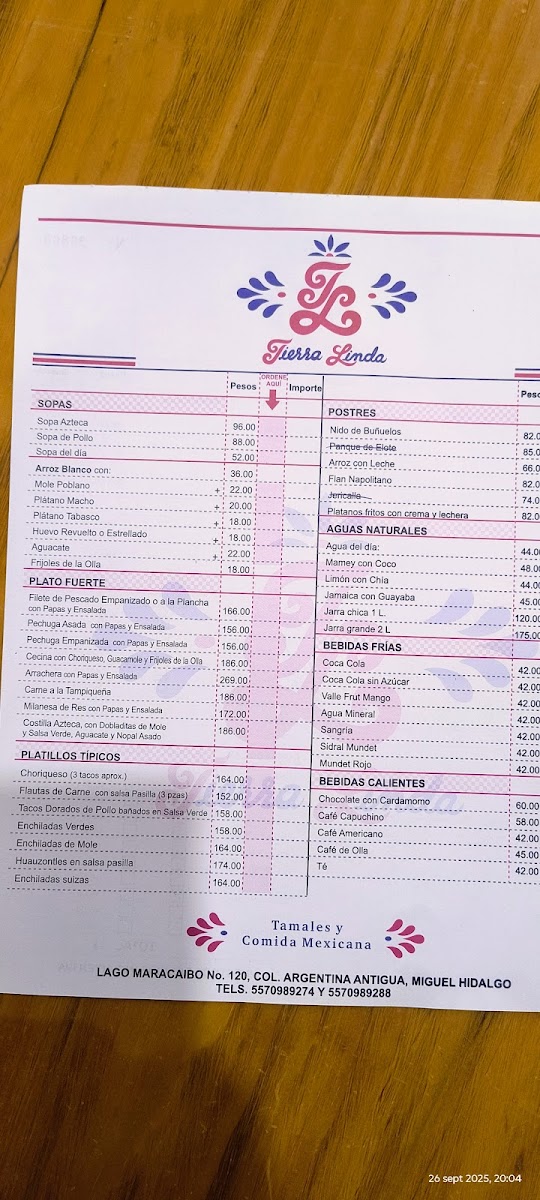 Tierra Linda
Pesos
ORDENE AQUÍ
Importe
SOPAS
Sopa Azteca 96.00
Sopa de Pollo 88.00
Sopa del día 52.00
Arroz Blanco con: 36.00
Mole Poblano + 22.00
Plátano Macho + 20.00
Plátano Tabasco + 18.00
Huevo Revuelto o Estrellado + 18.00
Aguacate + 22.00
Frijoles de la Olla 18.00
PLATO FUERTE
Filete de Pescado Empanizado o a la Plancha
con Papas y Ensalada 166.00
Pechuga Asada con Papas y Ensalada 156.00
Pechuga Empanizada con Papas y Ensalada 156.00
Cecina con Choriqueso, Guacamole y Frijoles de la Olla 186.00
Arrachera con Papas y Ensalada 269.00
Carne a la Tampiqueña 186.00
Milanesa de Res con Papas y Ensalada 172.00
Costilla Azteca, con Dobladitas de Mole
y Salsa Verde, Aguacate y Nopal Asado 186.00
PLATILLOS TÍPICOS
Choriqueso (3 tacos aprox.) 164.00
Flautas de Carne con salsa Pasilla (3 pzas) 152.00
Tacos Dorados de Pollo bañados en Salsa Verde 158.00
Enchiladas Verdes 158.00
Enchiladas de Mole 164.00
Huauzontles en salsa pasilla 174.00
Enchiladas suizas 164.00
POSTRES
Nido de Buñuelos 82.0
Panque de Elote 85.0
Arroz con Leche 66.0
Flan Napolitano 82.0
Jericalla 74.0
Platanos fritos con crema y lechera 82.0
AGUAS NATURALES
Agua del día: 44.0
Mamey con Coco 48.0
Limón con Chía 44.0
Jamaica con Guayaba 45.0
Jarra chica 1 L. 120.00
Jarra grande 2 L 175.00
BEBIDAS FRÍAS
Coca Cola 42.00
Coca Cola sin Azúcar 42.00
Valle Frut Mango 42.00
Agua Mineral 42.00
Sangría 42.00
Sidral Mundet 42.00
Mundet Rojo 42.00
BEBIDAS CALIENTES
Chocolate con Cardamomo 60.00
Café Capuchino 58.00
Café Americano 42.00
Café de Olla 45.00
Té 42.00
Tamales y
Comida Mexicana
LAGO MARACAIBO No. 120, COL. ARGENTINA ANTIGUA, MIGUEL HIDALGO
TELS. 5570989274 Y 5570989288
26 sept 2025, 20:04